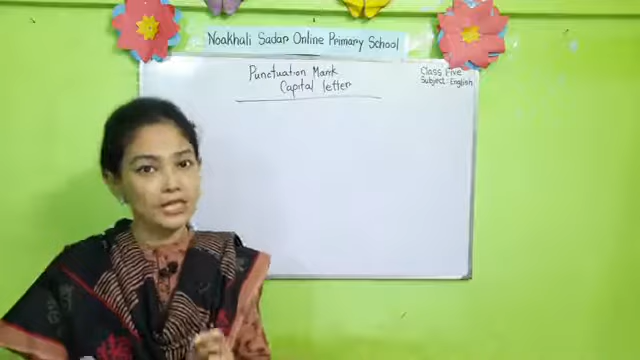 Noakhali Sadar Online Primary School
Punctuation Mark
Capital letter
Class Five
Subject: English